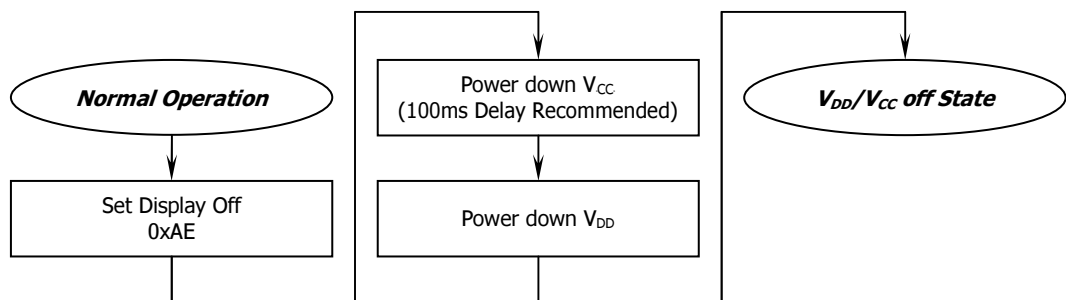 Normal Operation
Set Display Off
0xAE
Power down VCC
(100ms Delay Recommended)
Power down VDD
VDD/VCC off State